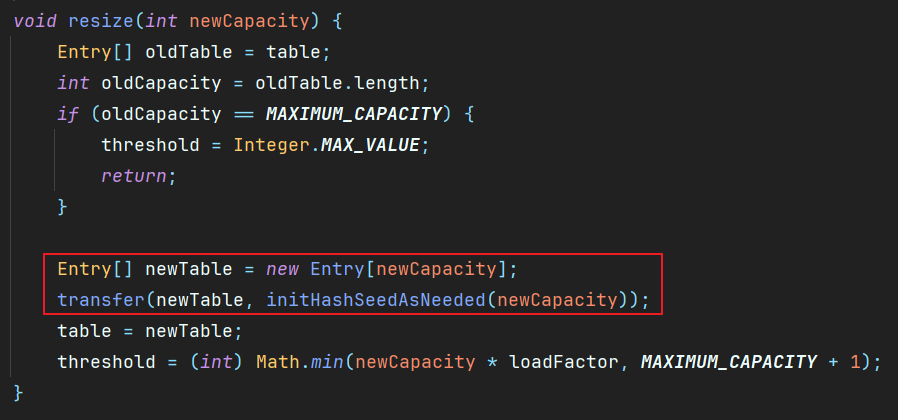 void resize(int newCapacity) {
    Entry[] oldTable = table;
    int oldCapacity = oldTable.length;
    if (oldCapacity == MAXIMUM_CAPACITY) {
        threshold = Integer.MAX_VALUE;
        return;
    }
    Entry[] newTable = new Entry[newCapacity];
    transfer(newTable, initHashSeedAsNeeded(newCapacity));
    table = newTable;
    threshold = (int) Math.min(newCapacity * loadFactor, MAXIMUM_CAPACITY + 1);
}